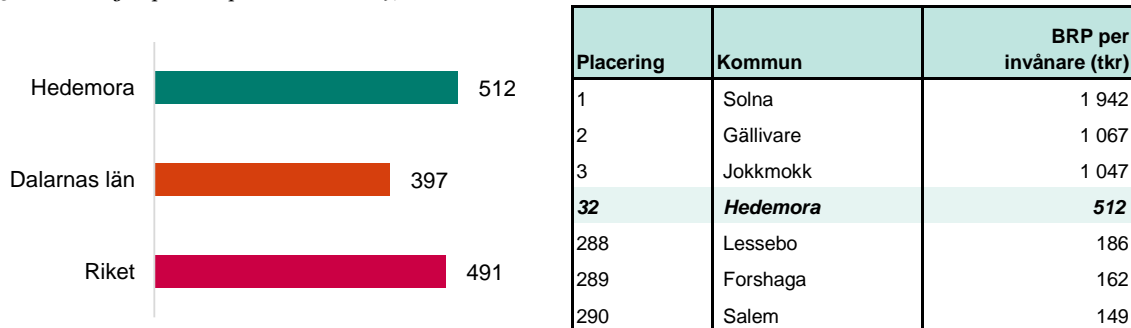 Hedemora 512
Dalarnas län 397
Riket 491
Placering Kommun BRP per invånare (tkr)
1 Solna 1 942
2 Gällivare 1 067
3 Jokkmokk 1 047
32 Hedemora 512
288 Lessebo 186
289 Forshaga 162
290 Salem 149